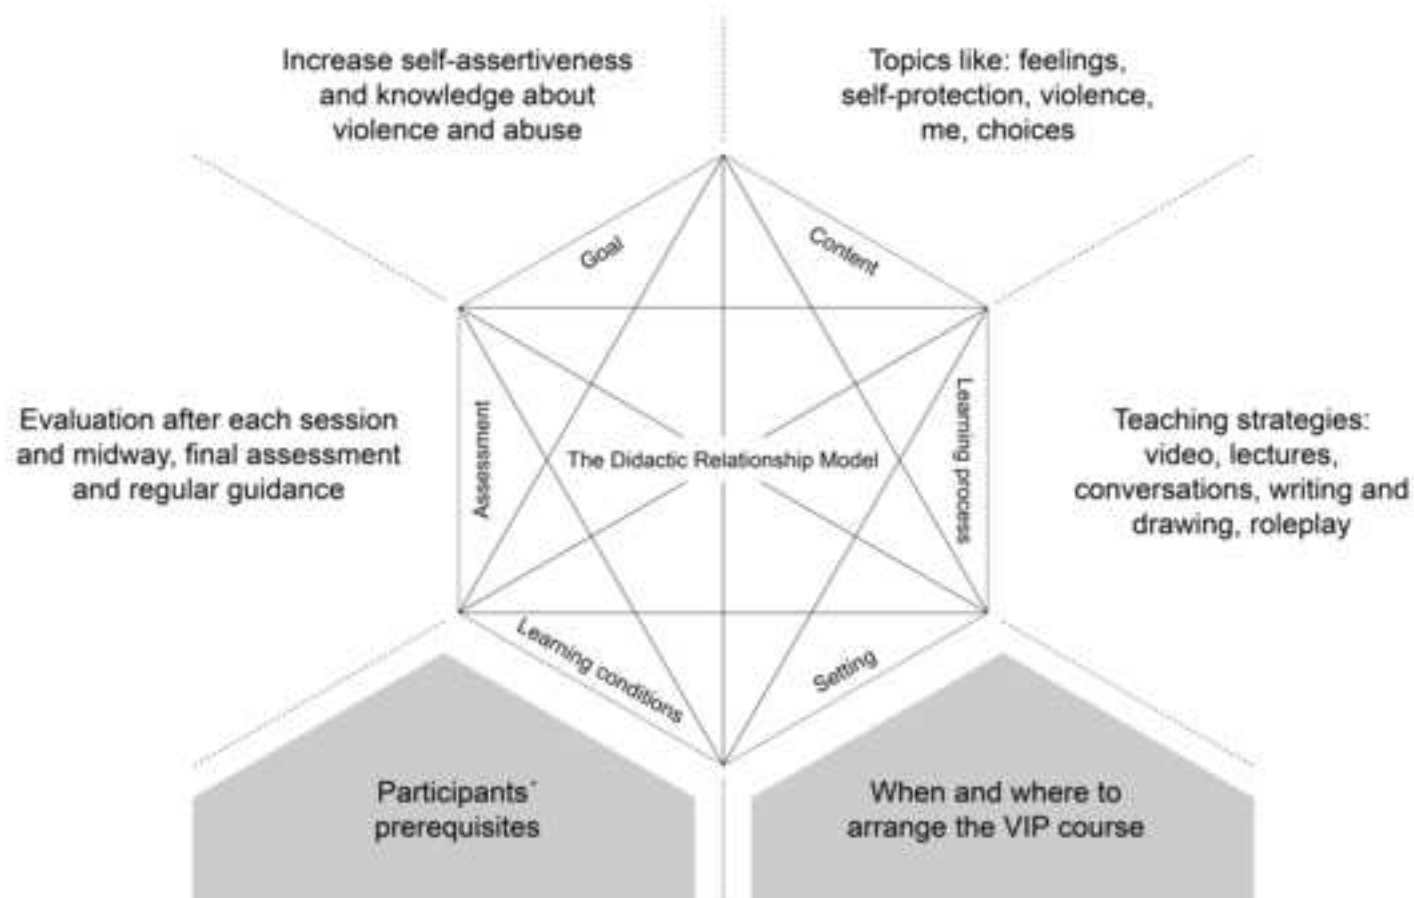 Increase self-assertiveness
and knowledge about
violence and abuse
Topics like: feelings,
self-protection, violence,
me, choices
Goal
Content
Evaluation after each session
and midway, final assessment
and regular guidance
Assessment
The Didactic Relationship Model
Learning process
Teaching strategies:
video, lectures,
conversations, writing and
drawing, roleplay
Learning conditions
Setting
Participants´
prerequisites
When and where to
arrange the VIP course